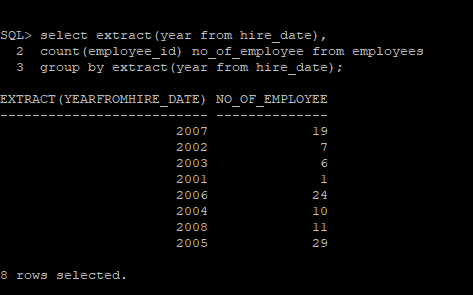 SQL> select extract(year from hire_date),
2 count(employee_id) no_of_employee from employees
3 group by extract(year from hire_date);
EXTRACT(YEARFROMHIRE_DATE) NO_OF_EMPLOYEE
-------------------------- --------------
2007 19
2002 7
2003 6
2001 1
2006 24
2004 10
2008 11
2005 29
8 rows selected.